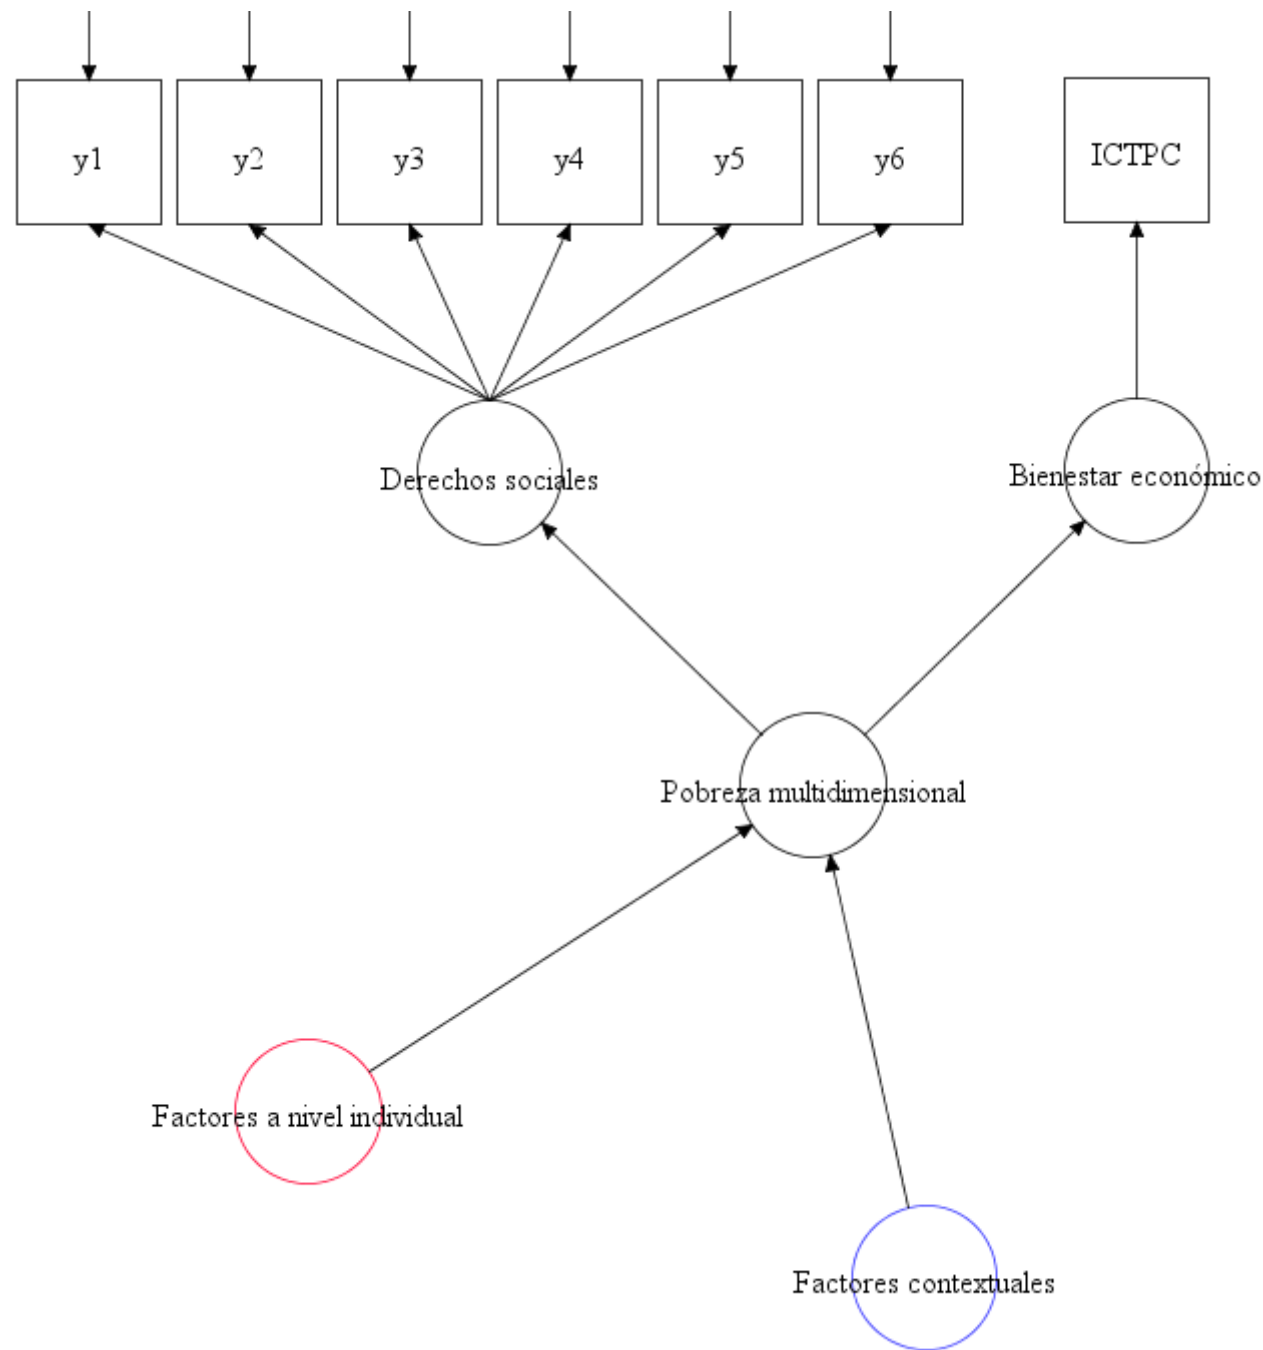 y1
y2
y3
y4
y5
y6
ICTPC
Derechos sociales
Bienestar económico
Pobreza multidimensional
Factores a nivel individual
Factores contextuales